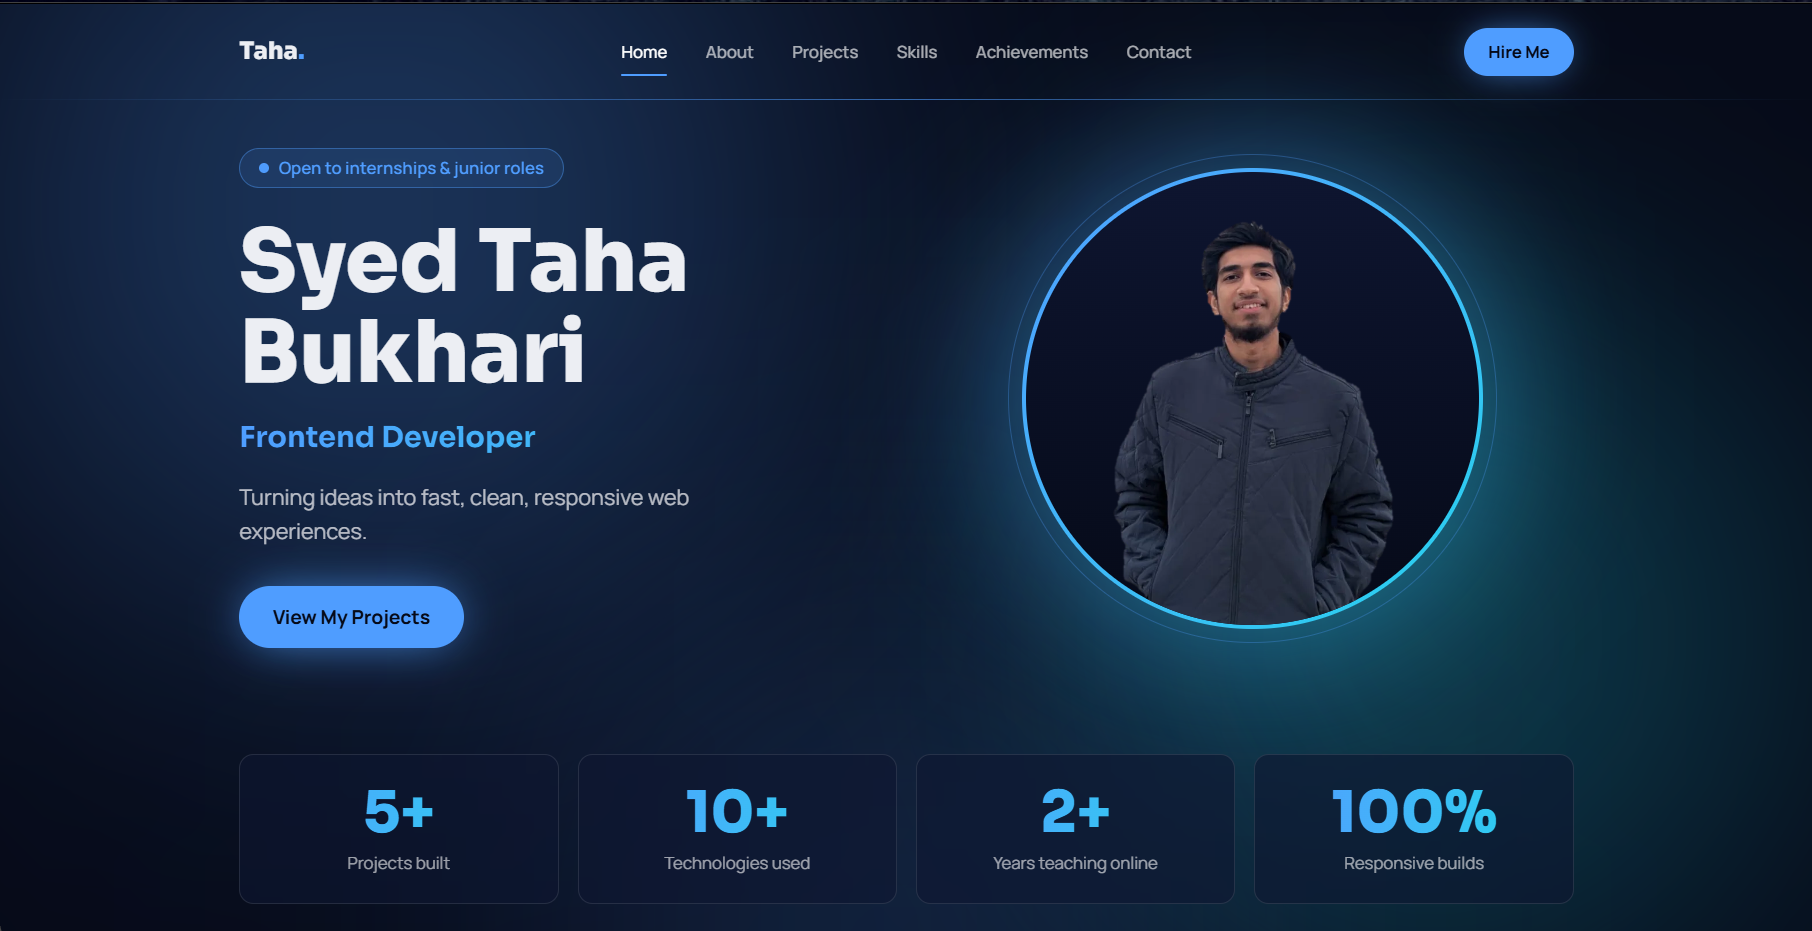 Taha.
Home
About
Projects
Skills
Achievements
Contact
Hire Me
Open to internships & junior roles
Syed Taha
Bukhari
Frontend Developer
Turning ideas into fast, clean, responsive web
experiences.
View My Projects
5+
Projects built
10+
Technologies used
2+
Years teaching online
100%
Responsive builds